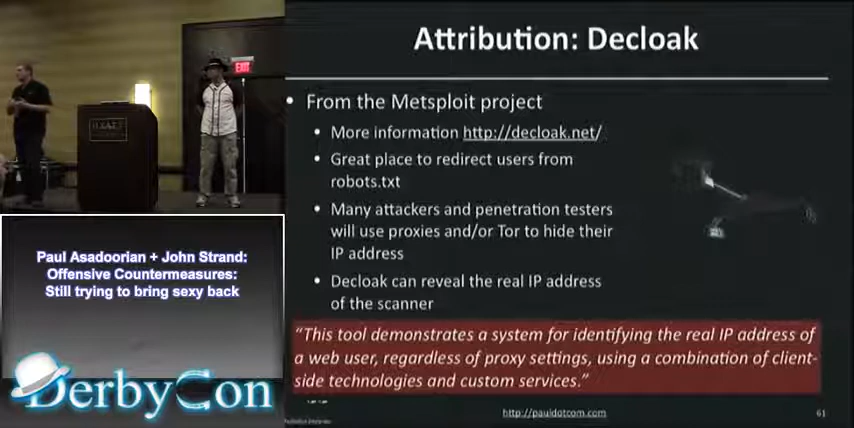 Attribution: Decloak
EXIT
• From the Metsploit project
HYATT
• More information http://decloak.net/
• Great place to redirect users from
robots.txt
• Many attackers and penetration testers
will use proxies and/or Tor to hide their
IP address
• Decloak can reveal the real IP address
of the scanner
Paul Asadoorian + John Strand:
Offensive Countermeasures:
Still trying to bring sexy back
“This tool demonstrates a system for identifying the real IP address of
a web user, regardless of proxy settings, using a combination of client-
side technologies and custom services.”
DerbyCon
http://pauldotcom.com
61